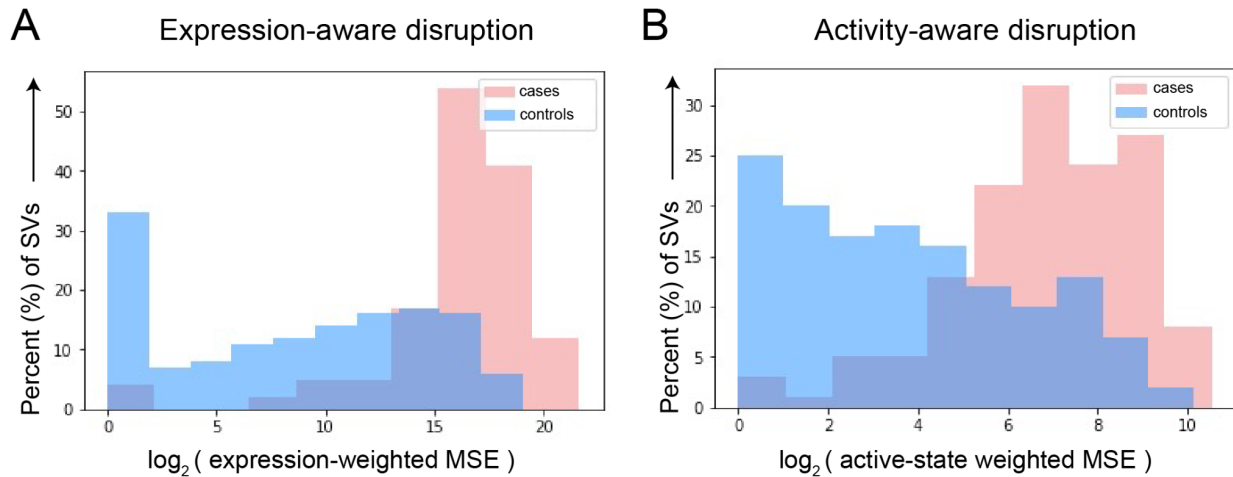 A
Expression-aware disruption
Percent (%) of SVs
50
40
30
20
10
0
cases
controls
0 5 10 15 20
log₂ ( expression-weighted MSE )
B
Activity-aware disruption
Percent (%) of SVs
30
25
20
15
10
5
0
cases
controls
0 2 4 6 8 10
log₂ ( active-state weighted MSE )